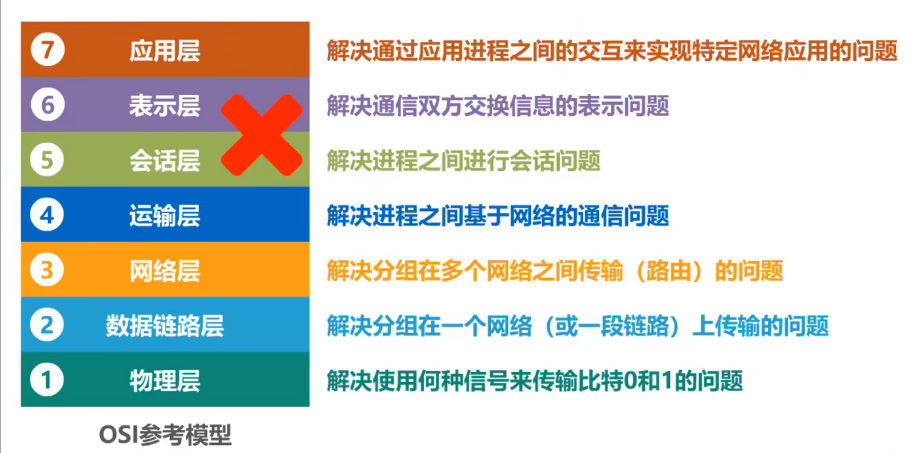 7 应用层 解决通过应用进程之间的交互来实现特定网络应用的问题
6 表示层 解决通信双方交换信息的表示问题
5 会话层 解决进程之间进行会话问题
4 运输层 解决进程之间基于网络的通信问题
3 网络层 解决分组在多个网络之间传输（路由）的问题
2 数据链路层 解决分组在一个网络（或一段链路）上传输的问题
1 物理层 解决使用何种信号来传输比特0和1的问题
OSI参考模型